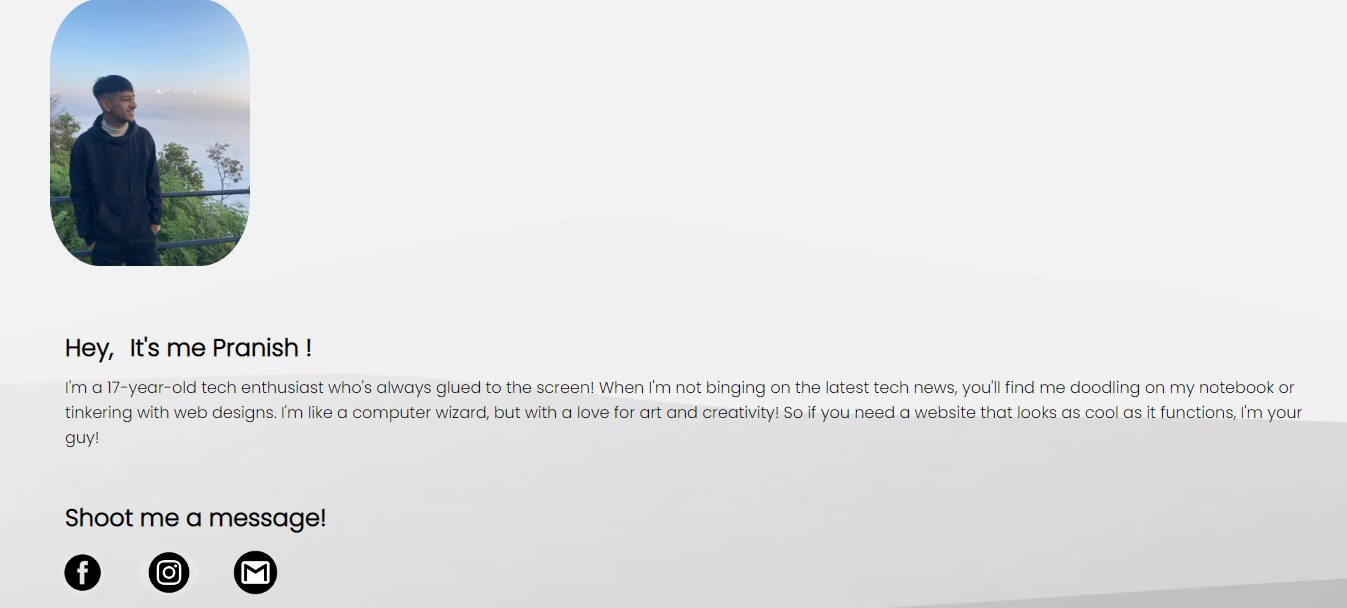 Hey, It's me Pranish !
I'm a 17-year-old tech enthusiast who's always glued to the screen! When I'm not binging on the latest tech news, you'll find me doodling on my notebook or
tinkering with web designs. I'm like a computer wizard, but with a love for art and creativity! So if you need a website that looks as cool as it functions, I'm your
guy!
Shoot me a message!